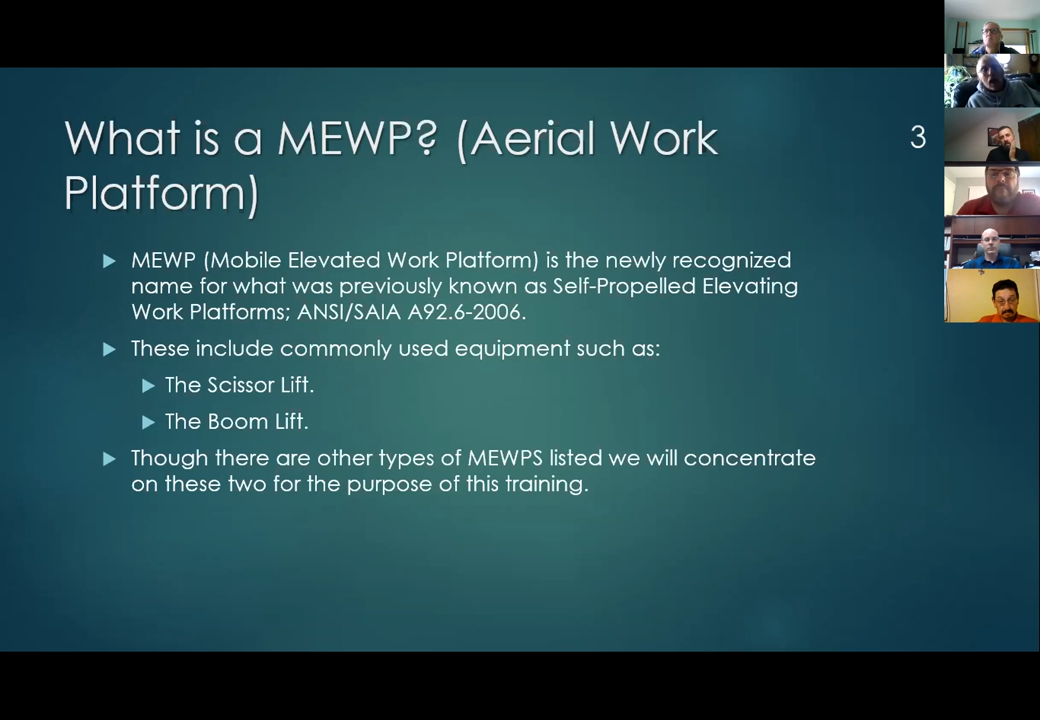 What is a MEWP? (Aerial Work
Platform)
3
MEWP (Mobile Elevated Work Platform) is the newly recognized
name for what was previously known as Self-Propelled Elevating
Work Platforms; ANSI/SAIA A92.6-2006.
These include commonly used equipment such as:
The Scissor Lift.
The Boom Lift.
Though there are other types of MEWPS listed we will concentrate
on these two for the purpose of this training.